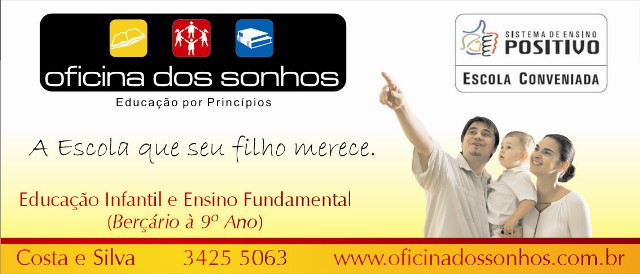 oficina dos sonhos
Educação por Princípios
SISTEMA DE ENSINO
POSITIVO
ESCOLA CONVENIADA
A Escola que seu filho merece.
Educação Infantil e Ensino Fundamental
(Berçário à 9º Ano)
Costa e Silva 3425 5063 www.oficinadossonhos.com.br